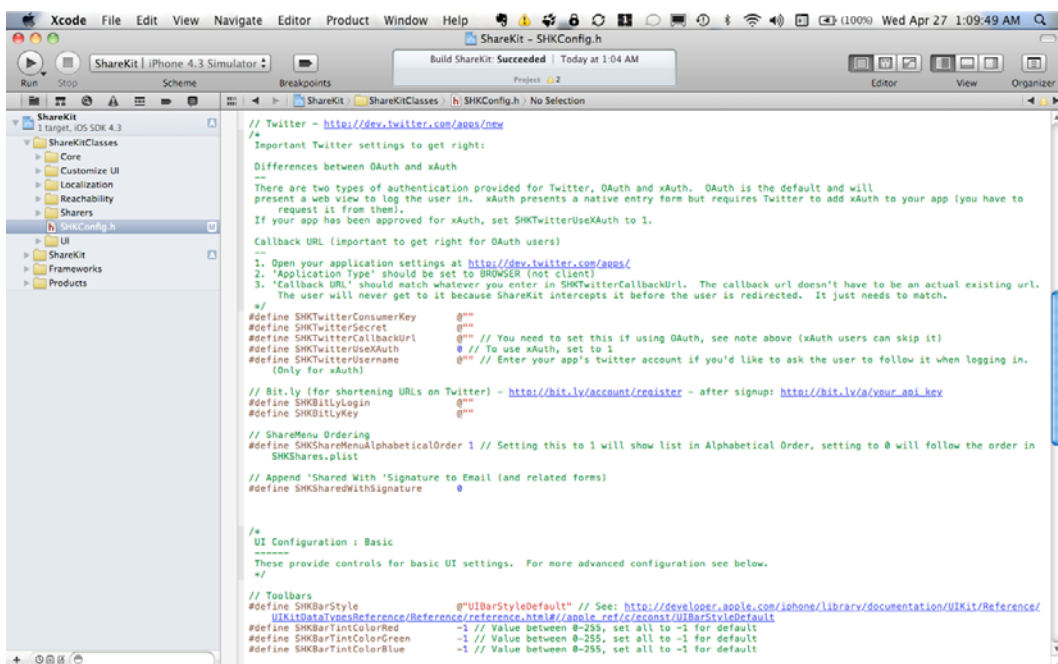 Xcode File Edit View Navigate Editor Product Window Help (100%) Wed Apr 27 1:09:49 AM
ShareKit – SHKConfig.h
ShareKit iPhone 4.3 Simulator
Build ShareKit: Succeeded | Today at 1:04 AM
Project 2
Run Stop Scheme Breakpoints Editor View Organizer
ShareKit ShareKitClasses h SHKConfig.h No Selection
ShareKit
1 target, iOS SDK 4.3
ShareKitClasses
Core
Customize UI
Localization
Reachability
Sharers
h SHKConfig.h M
UI
ShareKit
Frameworks
Products
// Twitter - http://dev.twitter.com/apps/new
/*
Important Twitter settings to get right:
Differences between OAuth and xAuth
--
There are two types of authentication provided for Twitter, OAuth and xAuth. OAuth is the default and will
present a web view to log the user in. xAuth presents a native entry form but requires Twitter to add xAuth to your app (you have to
request it from them).
If your app has been approved for xAuth, set SHKTwitterUseXAuth to 1.
Callback URL (important to get right for OAuth users)
--
1. Open your application settings at http://dev.twitter.com/apps/
2. 'Application Type' should be set to BROWSER (not client)
3. 'Callback URL' should match whatever you enter in SHKTwitterCallbackUrl. The callback url doesn't have to be an actual existing url.
The user will never get to it because ShareKit intercepts it before the user is redirected. It just needs to match.
*/
#define SHKTwitterConsumerKey @""
#define SHKTwitterSecret @""
#define SHKTwitterCallbackUrl @"" // You need to set this if using OAuth, see note above (xAuth users can skip it)
#define SHKTwitterUseXAuth 0 // To use xAuth, set to 1
#define SHKTwitterUsername @"" // Enter your app's twitter account if you'd like to ask the user to follow it when logging in.
(Only for xAuth)
// Bit.ly (for shortening URLs on Twitter) - http://bit.ly/account/register - after signup: http://bit.ly/a/your_api_key
#define SHKBitLyLogin @""
#define SHKBitLyKey @""
// ShareMenu Ordering
#define SHKShareMenuAlphabeticalOrder 1 // Setting this to 1 will show list in Alphabetical Order, setting to 0 will follow the order in
SHKShares.plist
// Append 'Shared With 'Signature to Email (and related forms)
#define SHKSharedWithSignature 0
/*
UI Configuration : Basic
------
These provide controls for basic UI settings. For more advanced configuration see below.
*/
// Toolbars
#define SHKBarStyle @"UIBarStyleDefault" // See: http://developer.apple.com/iphone/library/documentation/UIKit/Reference/
UIKitDataTypesReference/Reference/reference.html#//apple_ref/c/econst/UIBarStyleDefault
#define SHKBarTintColorRed -1 // Value between 0-255, set all to -1 for default
#define SHKBarTintColorGreen -1 // Value between 0-255, set all to -1 for default
#define SHKBarTintColorBlue -1 // Value between 0-255, set all to -1 for default